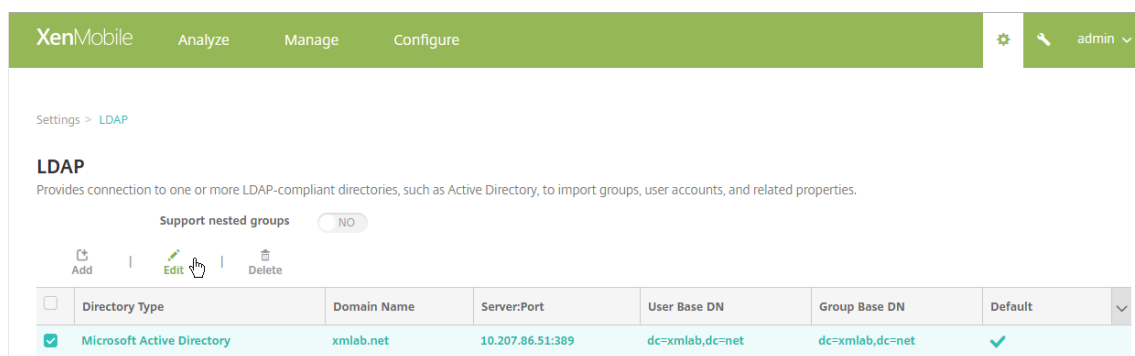 XenMobile Analyze Manage Configure admin
Settings > LDAP
LDAP
Provides connection to one or more LDAP-compliant directories, such as Active Directory, to import groups, user accounts, and related properties.
Support nested groups NO
Add | Edit | Delete
Directory Type Domain Name Server:Port User Base DN Group Base DN Default
Microsoft Active Directory xmlab.net 10.207.86.51:389 dc=xmlab,dc=net dc=xmlab,dc=net